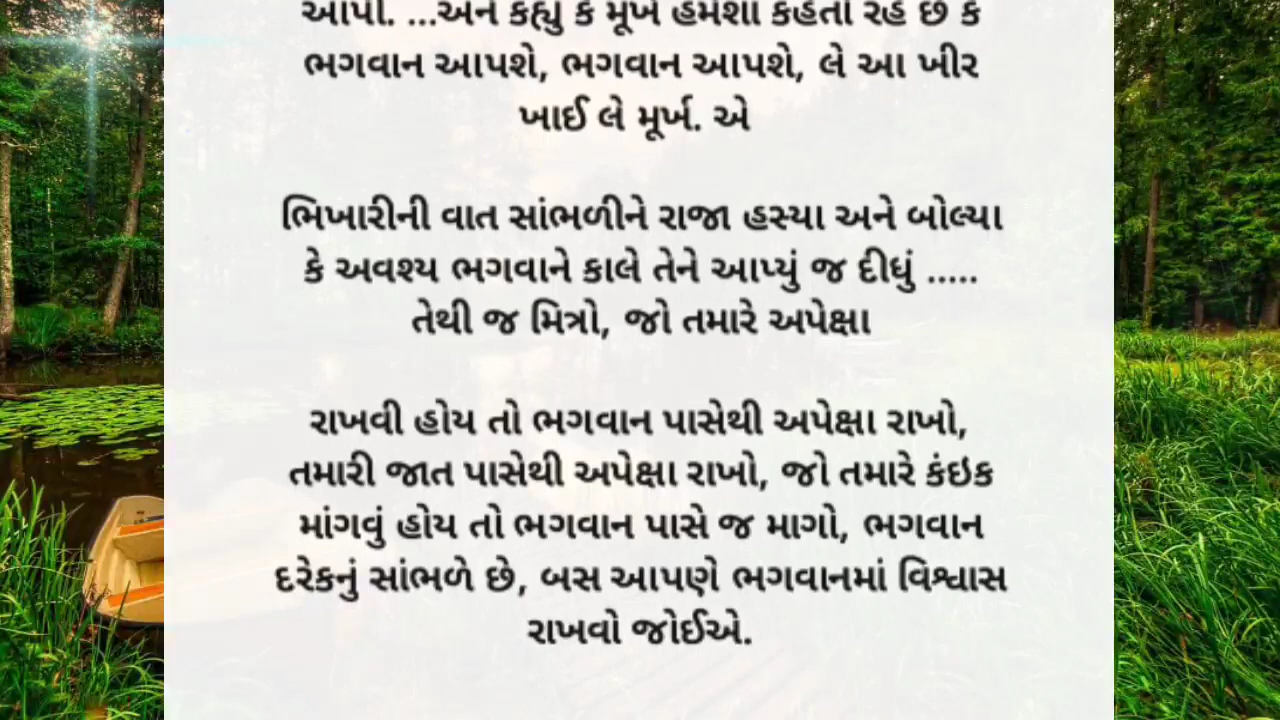 આપી. ...અને કહ્યું કે મૂર્ખ હંમેશા કહેતો રહે છે કે
ભગવાન આપશે, ભગવાન આપશે, લે આ ખીર
ખાઈ લે મૂર્ખ. એ
ભિખારીની વાત સાંભળીને રાજા હસ્યા અને બોલ્યા
કે અવશ્ય ભગવાને કાલે તેને આપ્યું જ દીધું .....
તેથી જ મિત્રો, જો તમારે અપેક્ષા
રાખવી હોય તો ભગવાન પાસેથી અપેક્ષા રાખો,
તમારી જાત પાસેથી અપેક્ષા રાખો, જો તમારે કંઇક
માંગવું હોય તો ભગવાન પાસે જ માગો, ભગવાન
દરેકનું સાંભળે છે, બસ આપણે ભગવાનમાં વિશ્વાસ
રાખવો જોઈએ.